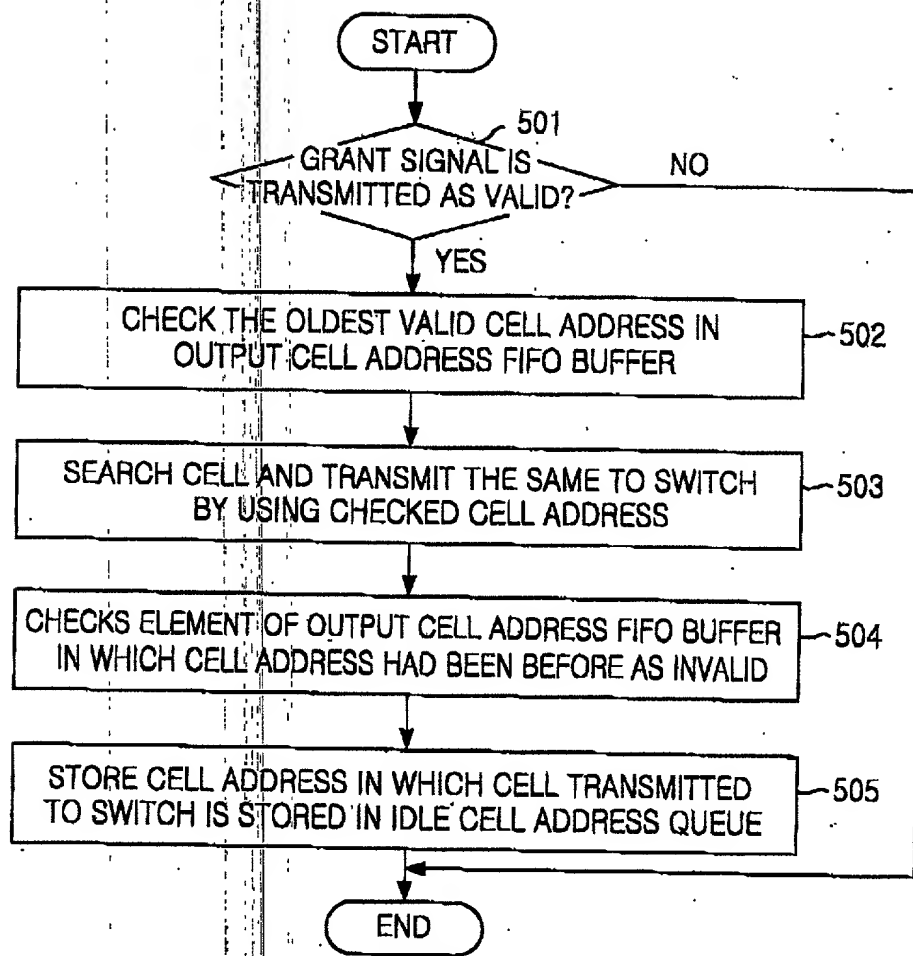 START
501
GRANT SIGNAL IS
TRANSMITTED AS VALID?
NO
YES
CHECK THE OLDEST VALID CELL ADDRESS IN
OUTPUT CELL ADDRESS FIFO BUFFER
502
SEARCH CELL AND TRANSMIT THE SAME TO SWITCH
BY USING CHECKED CELL ADDRESS
503
CHECKS ELEMENT OF OUTPUT CELL ADDRESS FIFO BUFFER
IN WHICH CELL ADDRESS HAD BEEN BEFORE AS INVALID
504
STORE CELL ADDRESS IN WHICH CELL TRANSMITTED
TO SWITCH IS STORED IN IDLE CELL ADDRESS QUEUE
505
END